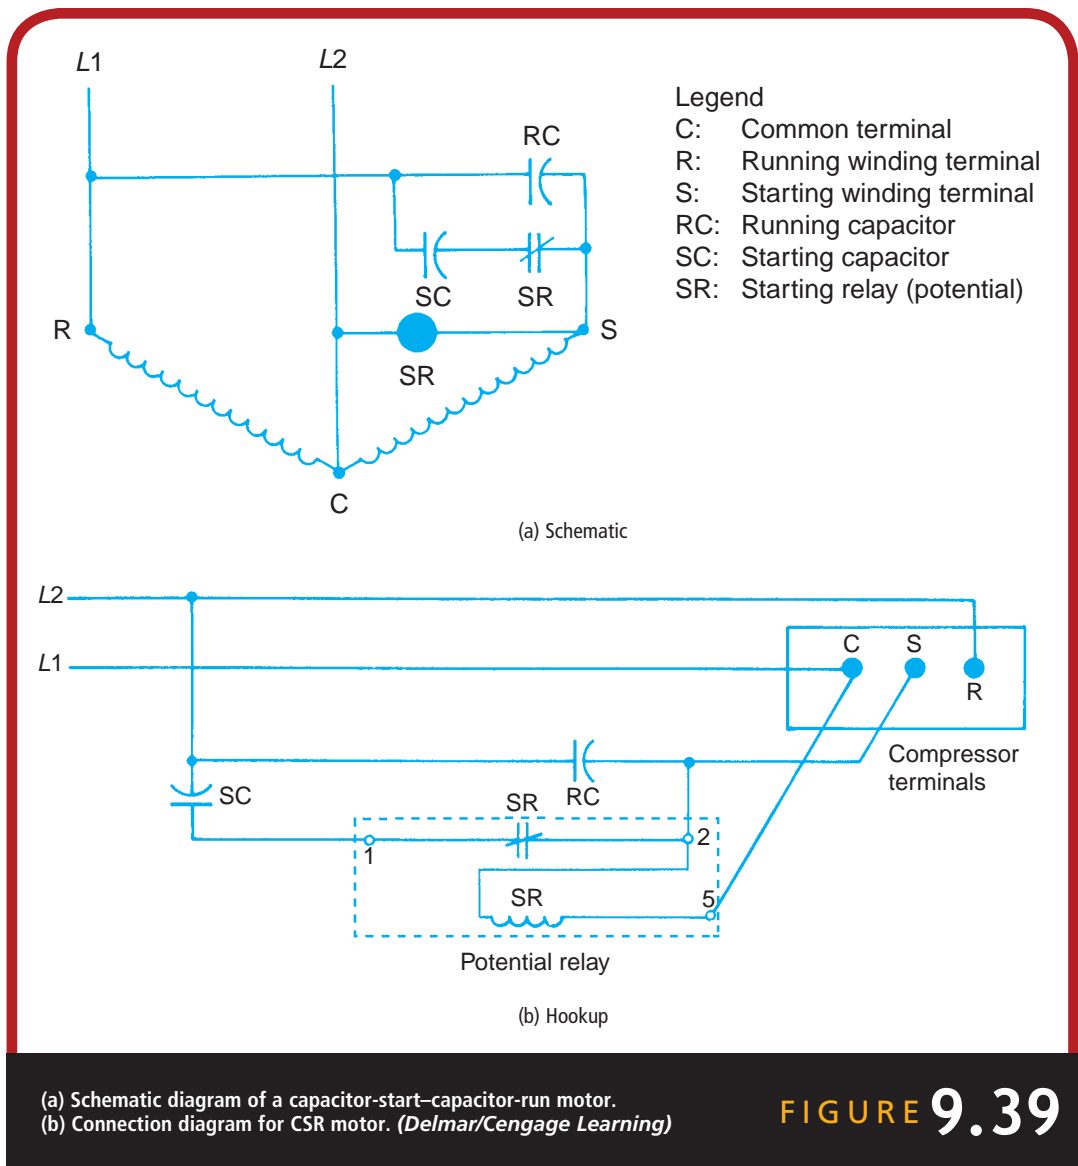 L1
L2
RC
SC
SR
SR
R
S
C
Legend
C: Common terminal
R: Running winding terminal
S: Starting winding terminal
RC: Running capacitor
SC: Starting capacitor
SR: Starting relay (potential)
(a) Schematic
L2
L1
C
S
R
Compressor
terminals
SC
RC
SR
1
2
SR
5
Potential relay
(b) Hookup
(a) Schematic diagram of a capacitor-start–capacitor-run motor.
(b) Connection diagram for CSR motor. (Delmar/Cengage Learning)
FIGURE 9.39